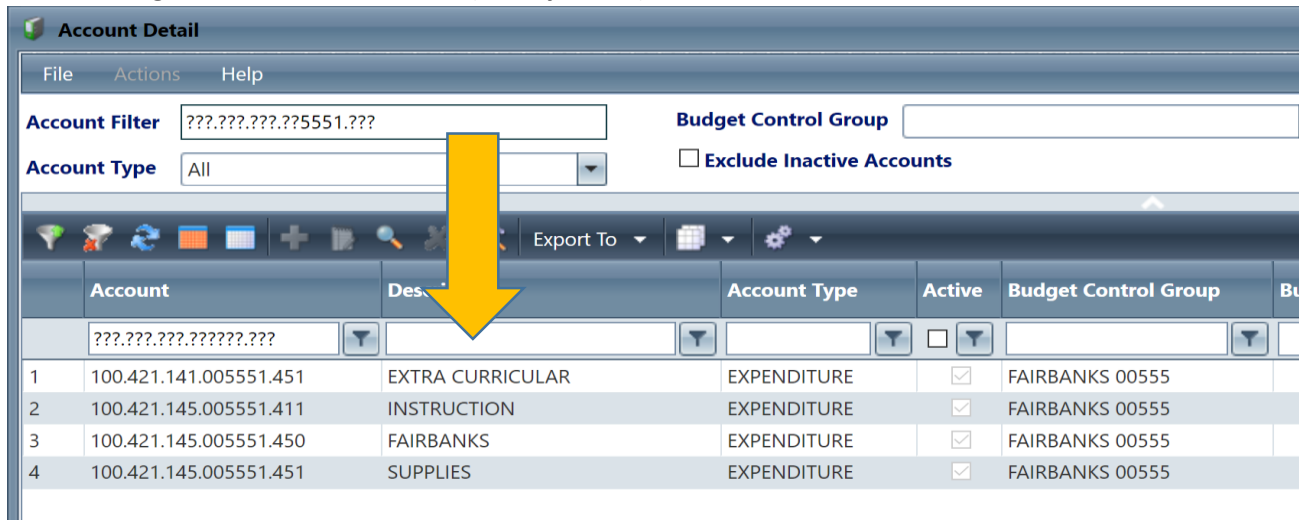 Account Detail
File Actions Help
Account Filter ???.???.???.??5551.??? Budget Control Group
Account Type All Exclude Inactive Accounts
Export To
Account Account Type Active Budget Control Group
???.???.???.??????.???
1 100.421.141.005551.451 EXTRA CURRICULAR EXPENDITURE FAIRBANKS 00555
2 100.421.145.005551.411 INSTRUCTION EXPENDITURE FAIRBANKS 00555
3 100.421.145.005551.450 FAIRBANKS EXPENDITURE FAIRBANKS 00555
4 100.421.145.005551.451 SUPPLIES EXPENDITURE FAIRBANKS 00555